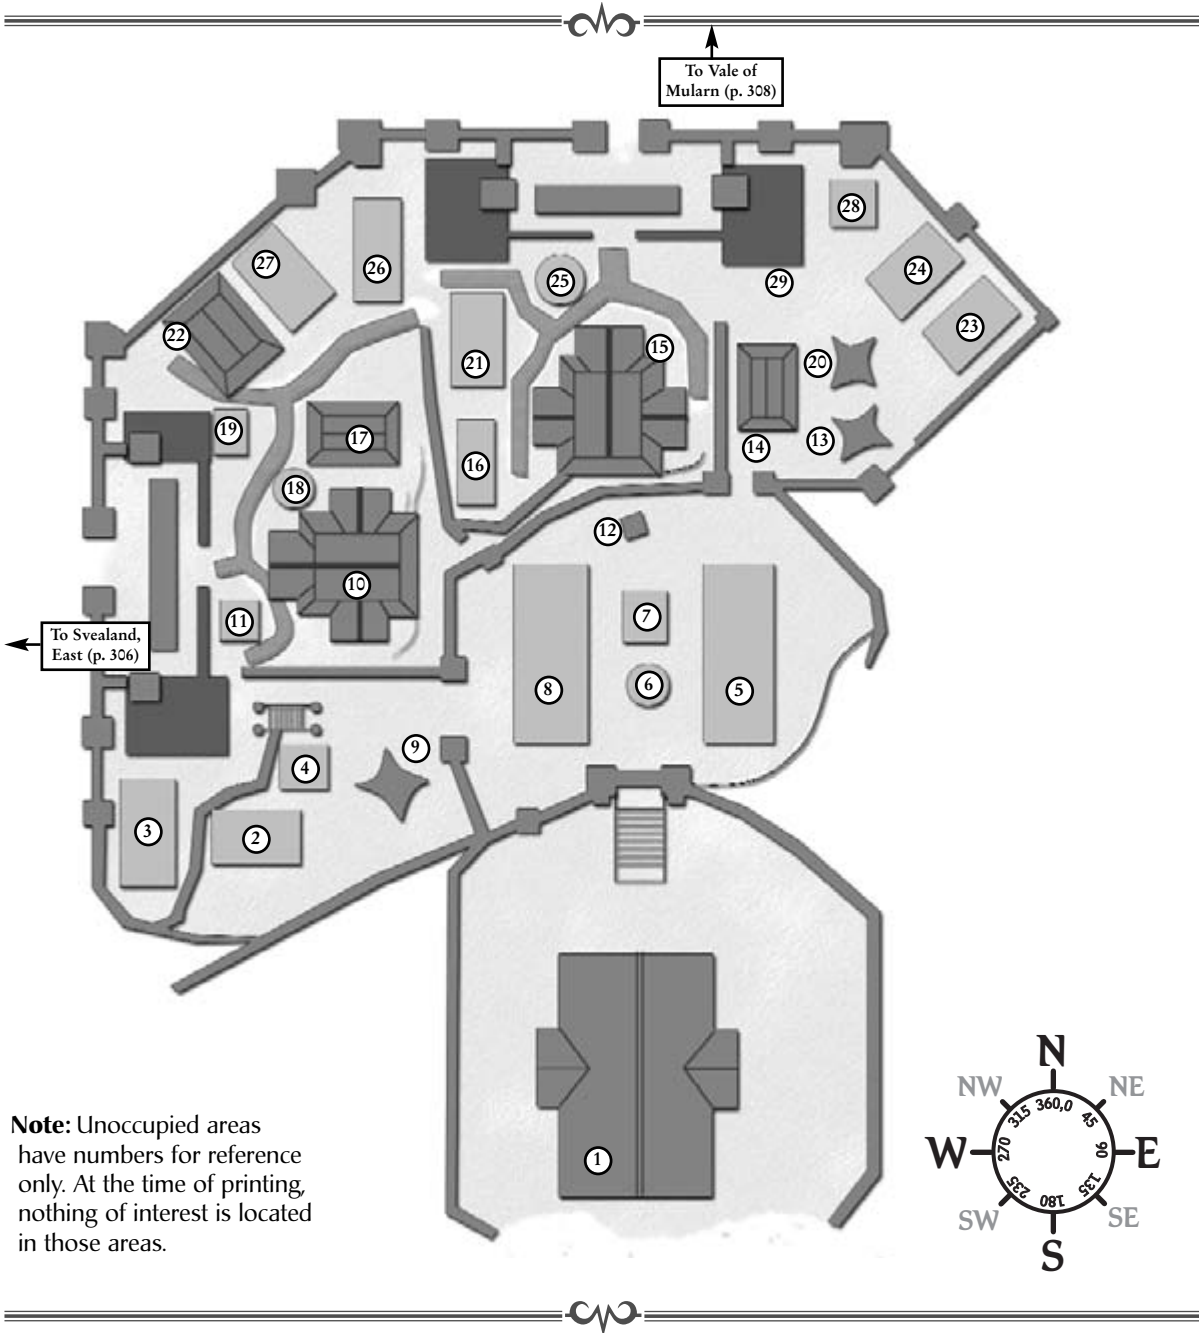 To Vale of
Mularn (p. 308)
28
27
26
24
25
29
23
22
15
21
20
19
17
16
14
13
18
12
10
7
11
To Svealand,
East (p. 306)
8
6
5
9
4
3
2
Note: Unoccupied areas
have numbers for reference
only. At the time of printing,
nothing of interest is located
in those areas.
1
N
NW
NE
315
360,0
45
W
270
90
E
235
180
135
SW
SE
S